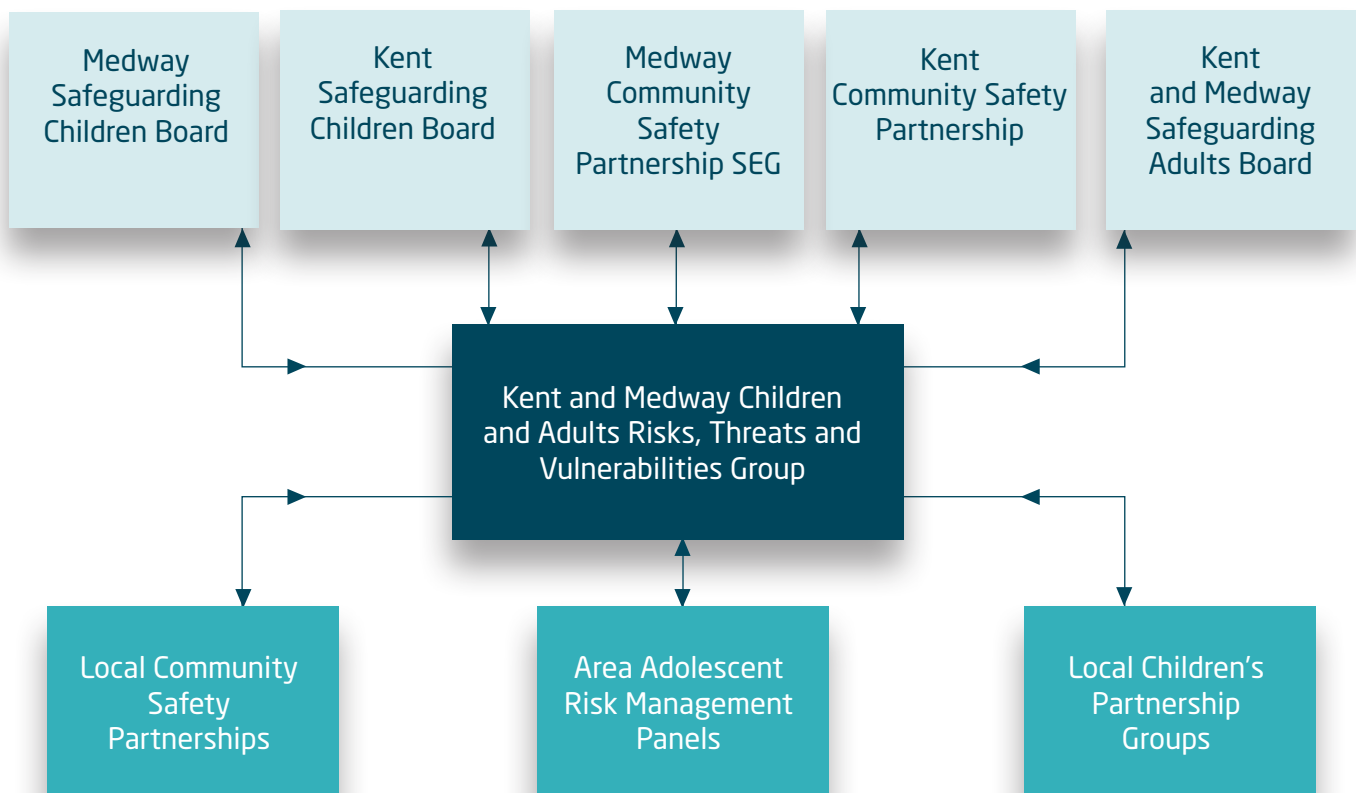 Medway
Safeguarding
Children Board
Kent
Safeguarding
Children Board
Medway
Community
Safety
Partnership SEG
Kent
Community Safety
Partnership
Kent
and Medway
Safeguarding
Adults Board
Kent and Medway Children
and Adults Risks, Threats and
Vulnerabilities Group
Local Community
Safety
Partnerships
Area Adolescent
Risk Management
Panels
Local Children's
Partnership
Groups